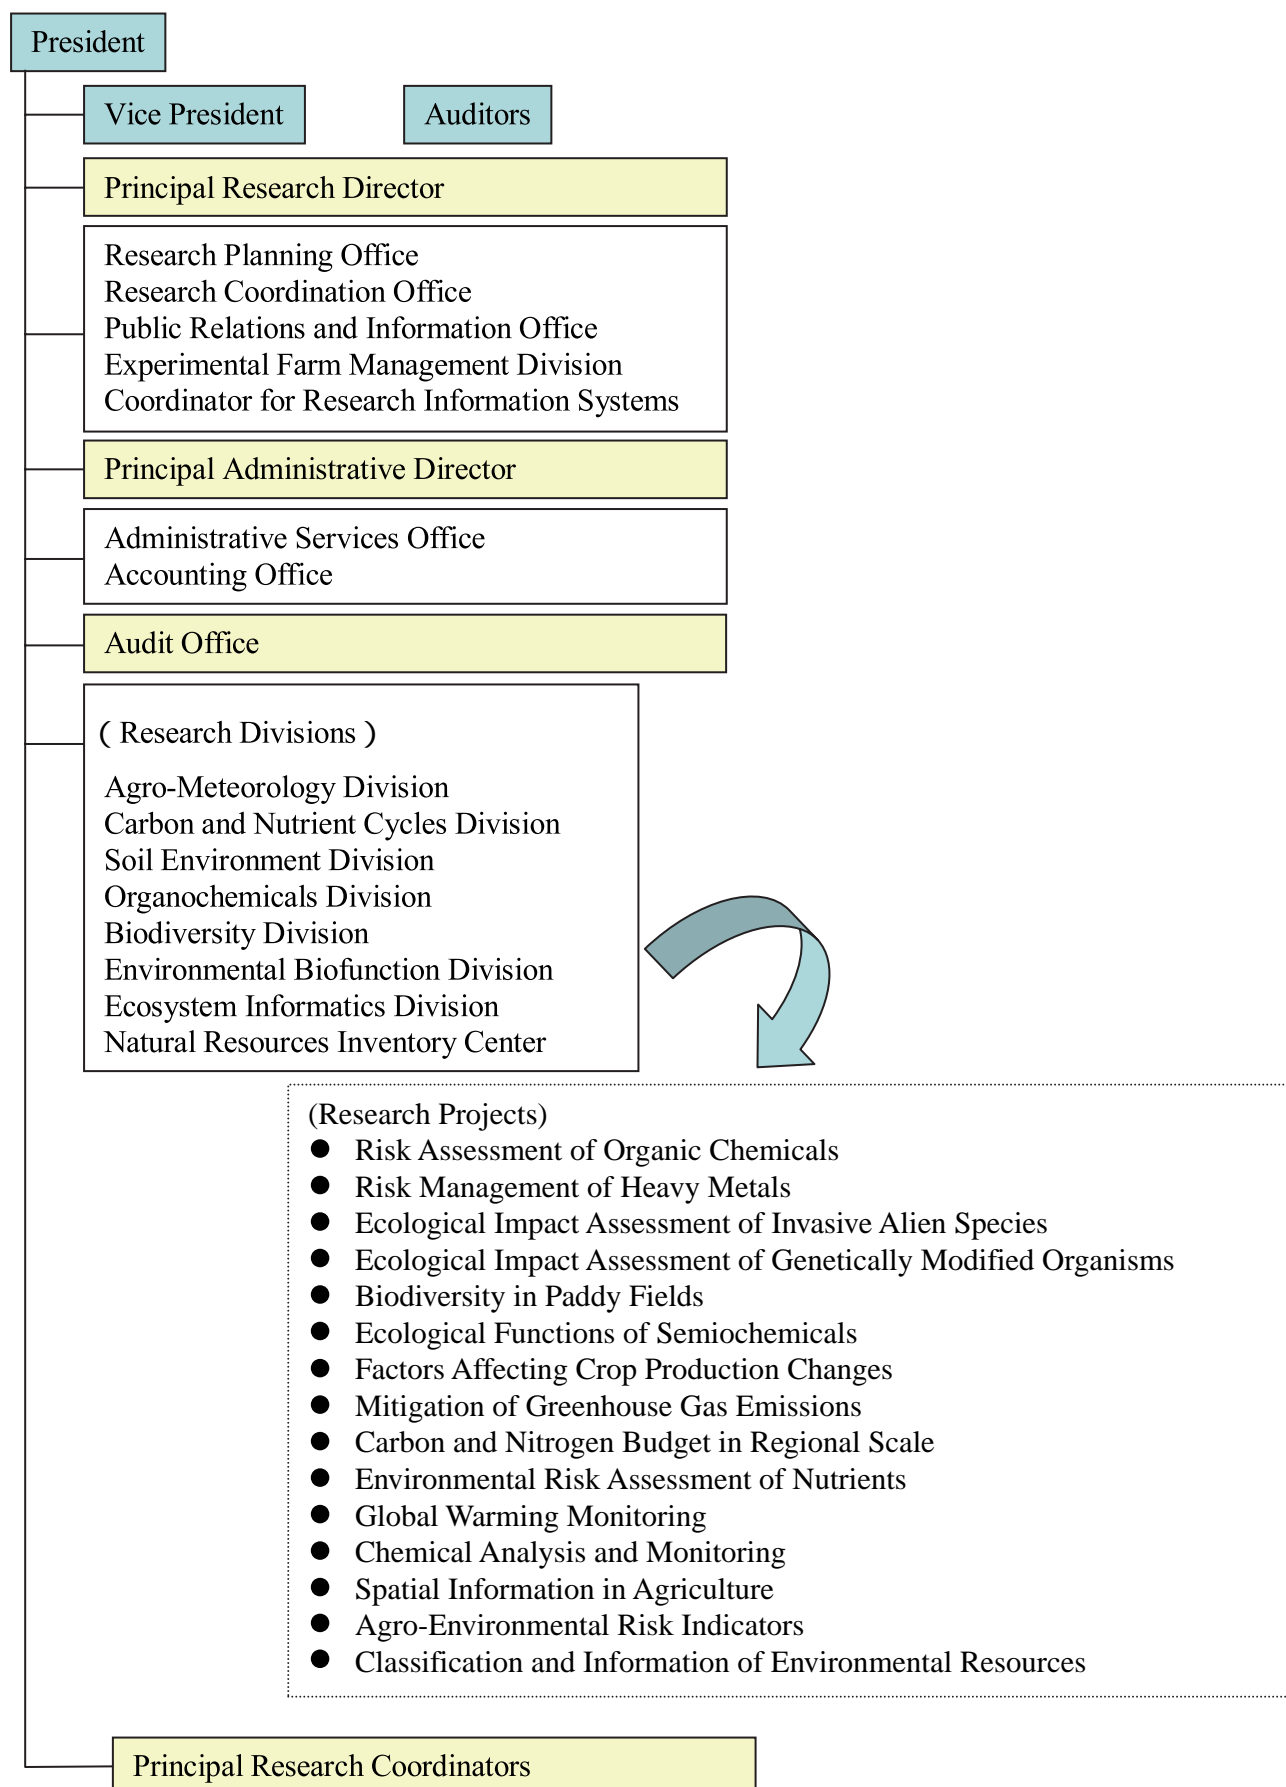 President
Vice President
Auditors
Principal Research Director
Research Planning Office
Research Coordination Office
Public Relations and Information Office
Experimental Farm Management Division
Coordinator for Research Information Systems
Principal Administrative Director
Administrative Services Office
Accounting Office
Audit Office
( Research Divisions )
Agro-Meteorology Division
Carbon and Nutrient Cycles Division
Soil Environment Division
Organochemicals Division
Biodiversity Division
Environmental Biofunction Division
Ecosystem Informatics Division
Natural Resources Inventory Center
(Research Projects)
● Risk Assessment of Organic Chemicals
● Risk Management of Heavy Metals
● Ecological Impact Assessment of Invasive Alien Species
● Ecological Impact Assessment of Genetically Modified Organisms
● Biodiversity in Paddy Fields
● Ecological Functions of Semiochemicals
● Factors Affecting Crop Production Changes
● Mitigation of Greenhouse Gas Emissions
● Carbon and Nitrogen Budget in Regional Scale
● Environmental Risk Assessment of Nutrients
● Global Warming Monitoring
● Chemical Analysis and Monitoring
● Spatial Information in Agriculture
● Agro-Environmental Risk Indicators
● Classification and Information of Environmental Resources
Principal Research Coordinators